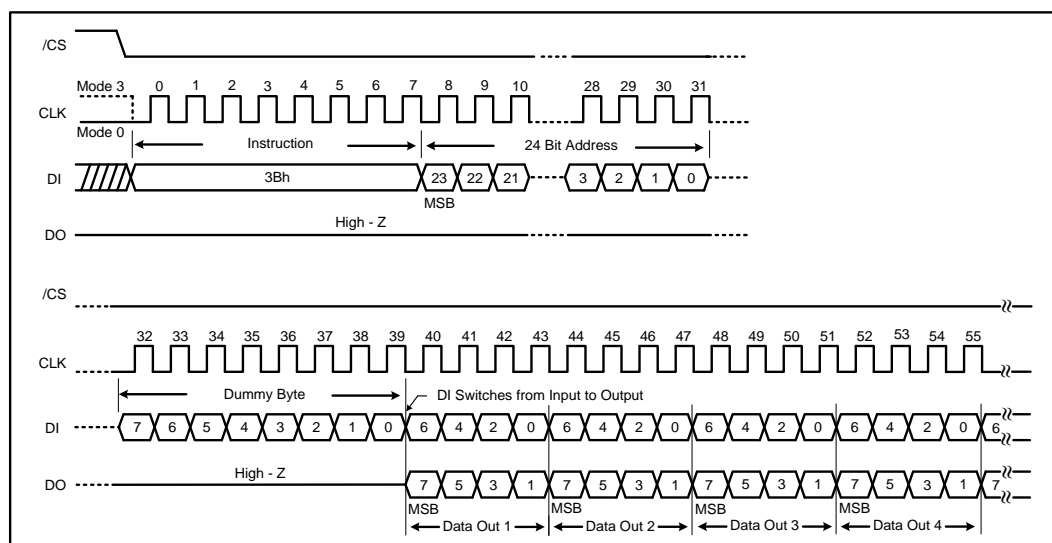 /CS
Mode 3 0 1 2 3 4 5 6 7 8 9 10 28 29 30 31
CLK
Mode 0
Instruction 24 Bit Address
DI 3Bh 23 22 21 3 2 1 0
MSB
High - Z
DO
/CS
32 33 34 35 36 37 38 39 40 41 42 43 44 45 46 47 48 49 50 51 52 53 54 55
CLK
Dummy Byte DI Switches from Input to Output
DI 7 6 5 4 3 2 1 0 6 4 2 0 6 4 2 0 6 4 2 0 6 4 2 0 6
High - Z
DO 7 5 3 1 7 5 3 1 7 5 3 1 7 5 3 1 7
MSB MSB MSB MSB
Data Out 1 Data Out 2 Data Out 3 Data Out 4